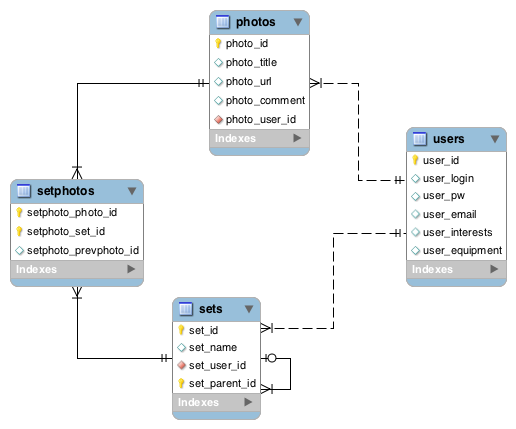 photos
photo_id
photo_title
photo_url
photo_comment
photo_user_id
Indexes
users
user_id
user_login
user_pw
user_email
user_interests
user_equipment
Indexes
setphotos
setphoto_photo_id
setphoto_set_id
setphoto_prevphoto_id
Indexes
sets
set_id
set_name
set_user_id
set_parent_id
Indexes